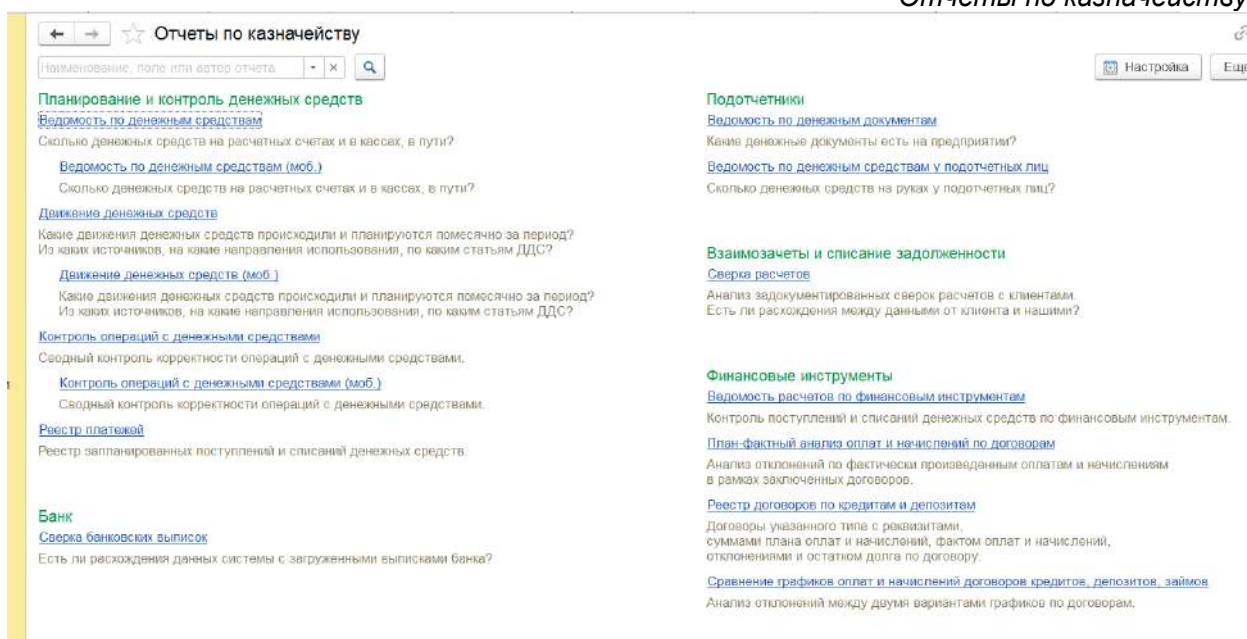 Отчеты по казначейству
Отчеты по казначейству
Наименование, поле или автор отчета
Настройка
Еще
Планирование и контроль денежных средств
Ведомость по денежным средствам
Сколько денежных средств на расчетных счетах и в кассах, в пути?
Ведомость по денежным средствам (моб.)
Сколько денежных средств на расчетных счетах и в кассах, в пути?
Движение денежных средств
Какие движения денежных средств происходили и планируются помесячно за период?
Из каких источников, на какие направления использования, по каким статьям ДДС?
Движение денежных средств (моб.)
Какие движения денежных средств происходили и планируются помесячно за период?
Из каких источников, на какие направления использования, по каким статьям ДДС?
Контроль операций с денежными средствами
Сводный контроль корректности операций с денежными средствами.
Контроль операций с денежными средствами (моб.)
Сводный контроль корректности операций с денежными средствами.
Реестр платежей
Реестр запланированных поступлений и списаний денежных средств.
Банк
Сверка банковских выписок
Есть ли расхождения данных системы с загруженными выписками банка?
Подотчетники
Ведомость по денежным документам
Какие денежные документы есть на предприятии?
Ведомость по денежным средствам у подотчетных лиц
Сколько денежных средств на руках у подотчетных лиц?
Взаимозачеты и списание задолженности
Сверка расчетов
Анализ задокументированных сверок расчетов с клиентами.
Есть ли расхождения между данными от клиента и нашими?
Финансовые инструменты
Ведомость расчетов по финансовым инструментам
Контроль поступлений и списаний денежных средств по финансовым инструментам.
План-фактный анализ оплат и начислений по договорам
Анализ отклонений по фактически произведенным оплатам и начислениям
в рамках заключенных договоров.
Реестр договоров по кредитам и депозитам
Договоры указанного типа с реквизитами,
суммами плана оплат и начислений, фактом оплат и начислений,
отклонениями и остатком долга по договору.
Сравнение графиков оплат и начислений договоров кредитов, депозитов, займов
Анализ отклонений между двумя вариантами графиков по договорам.